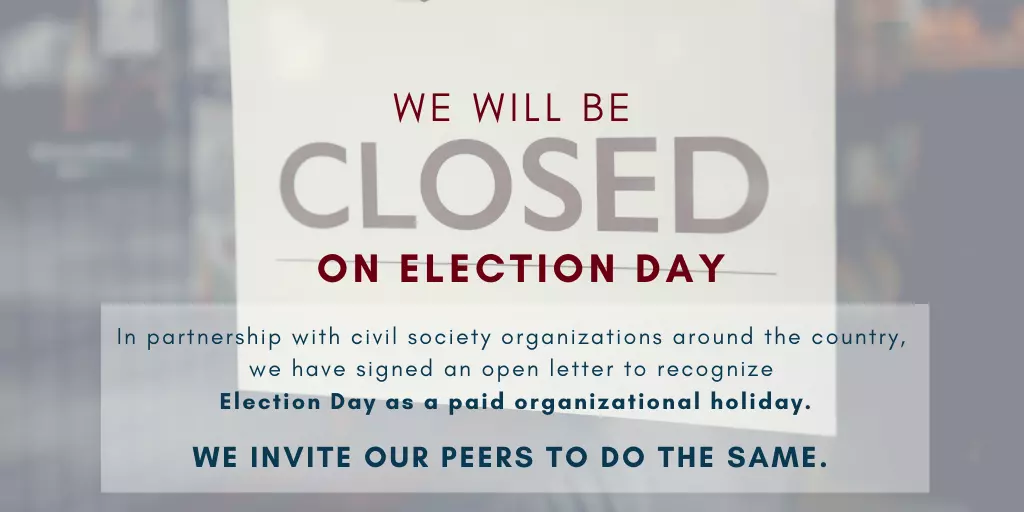 WE WILL BE
CLOSED
ON ELECTION DAY
In partnership with civil society organizations around the country,
we have signed an open letter to recognize
Election Day as a paid organizational holiday.
WE INVITE OUR PEERS TO DO THE SAME.